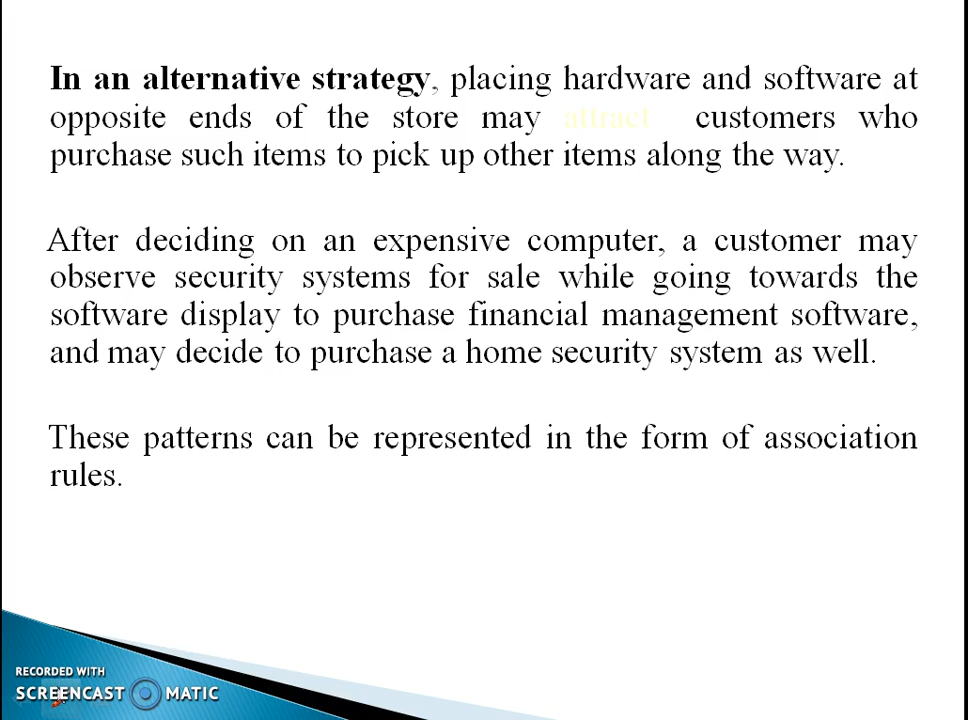 In an alternative strategy, placing hardware and software at
opposite ends of the store may attract customers who
purchase such items to pick up other items along the way.
After deciding on an expensive computer, a customer may
observe security systems for sale while going towards the
software display to purchase financial management software,
and may decide to purchase a home security system as well.
These patterns can be represented in the form of association
rules.
RECORDED WITH
SCREENCAST MATIC